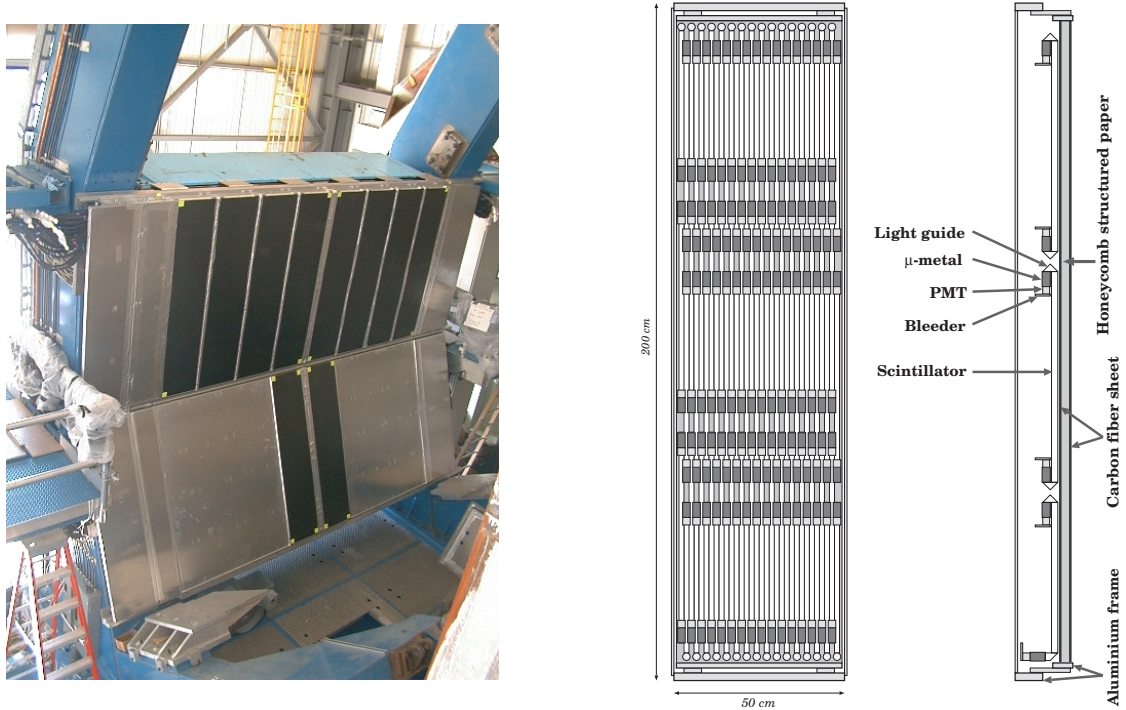 200 cm
50 cm
Light guide
μ-metal
PMT
Bleeder
Scintillator
Honeycomb structured paper
Carbon fiber sheet
Aluminium frame